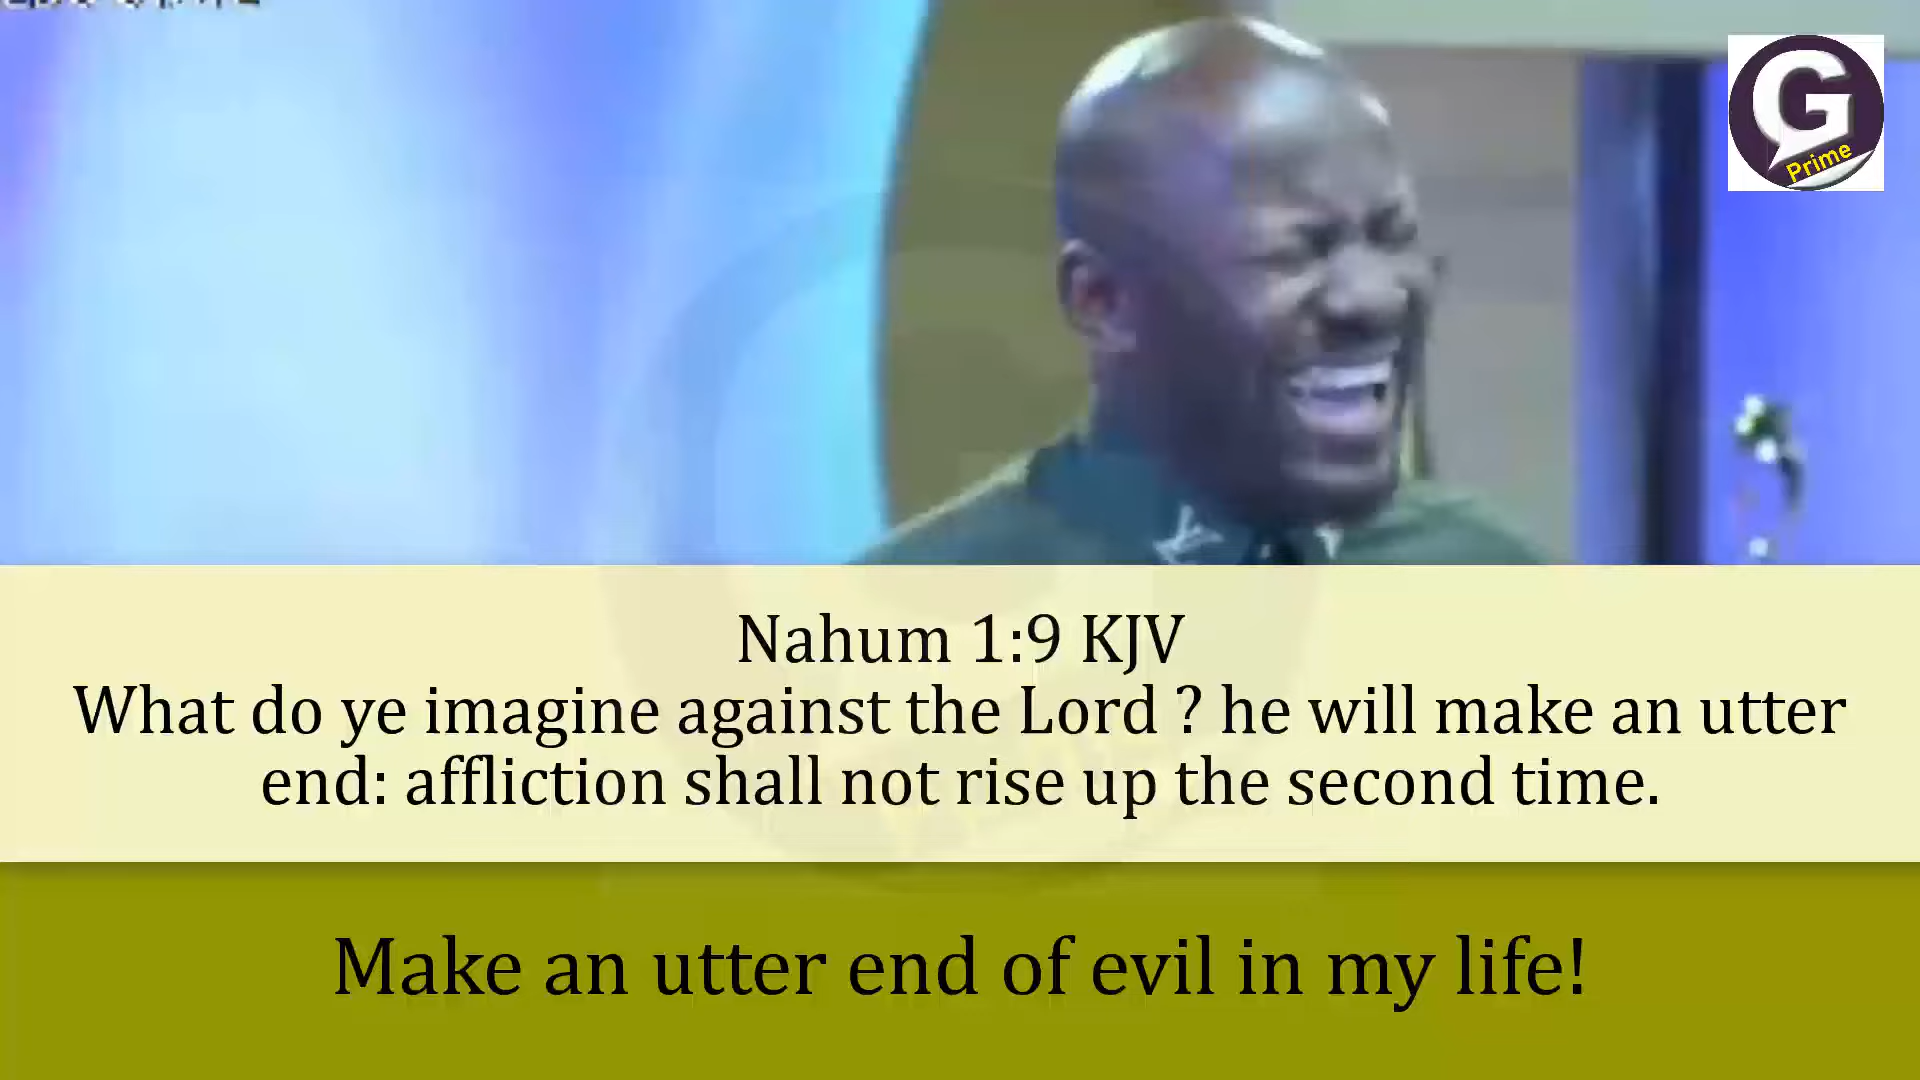 G
Prime
Nahum 1:9 KJV
What do ye imagine against the Lord ? he will make an utter
end: affliction shall not rise up the second time.
Make an utter end of evil in my life!